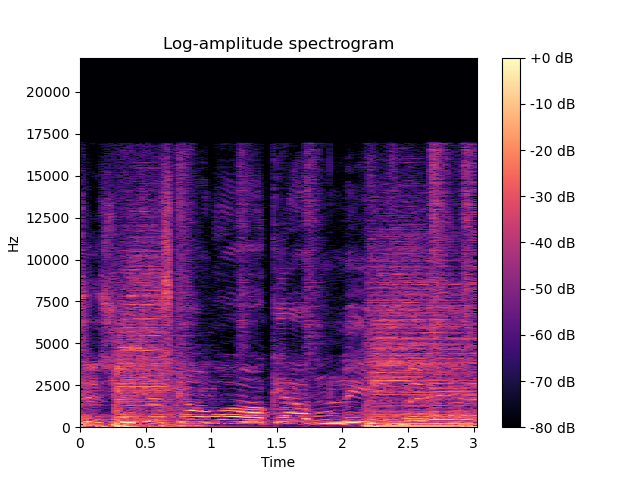 Log-amplitude spectrogram
Hz
20000
17500
15000
12500
10000
7500
5000
2500
0
0 0.5 1 1.5 2 2.5 3
Time
+0 dB
-10 dB
-20 dB
-30 dB
-40 dB
-50 dB
-60 dB
-70 dB
-80 dB